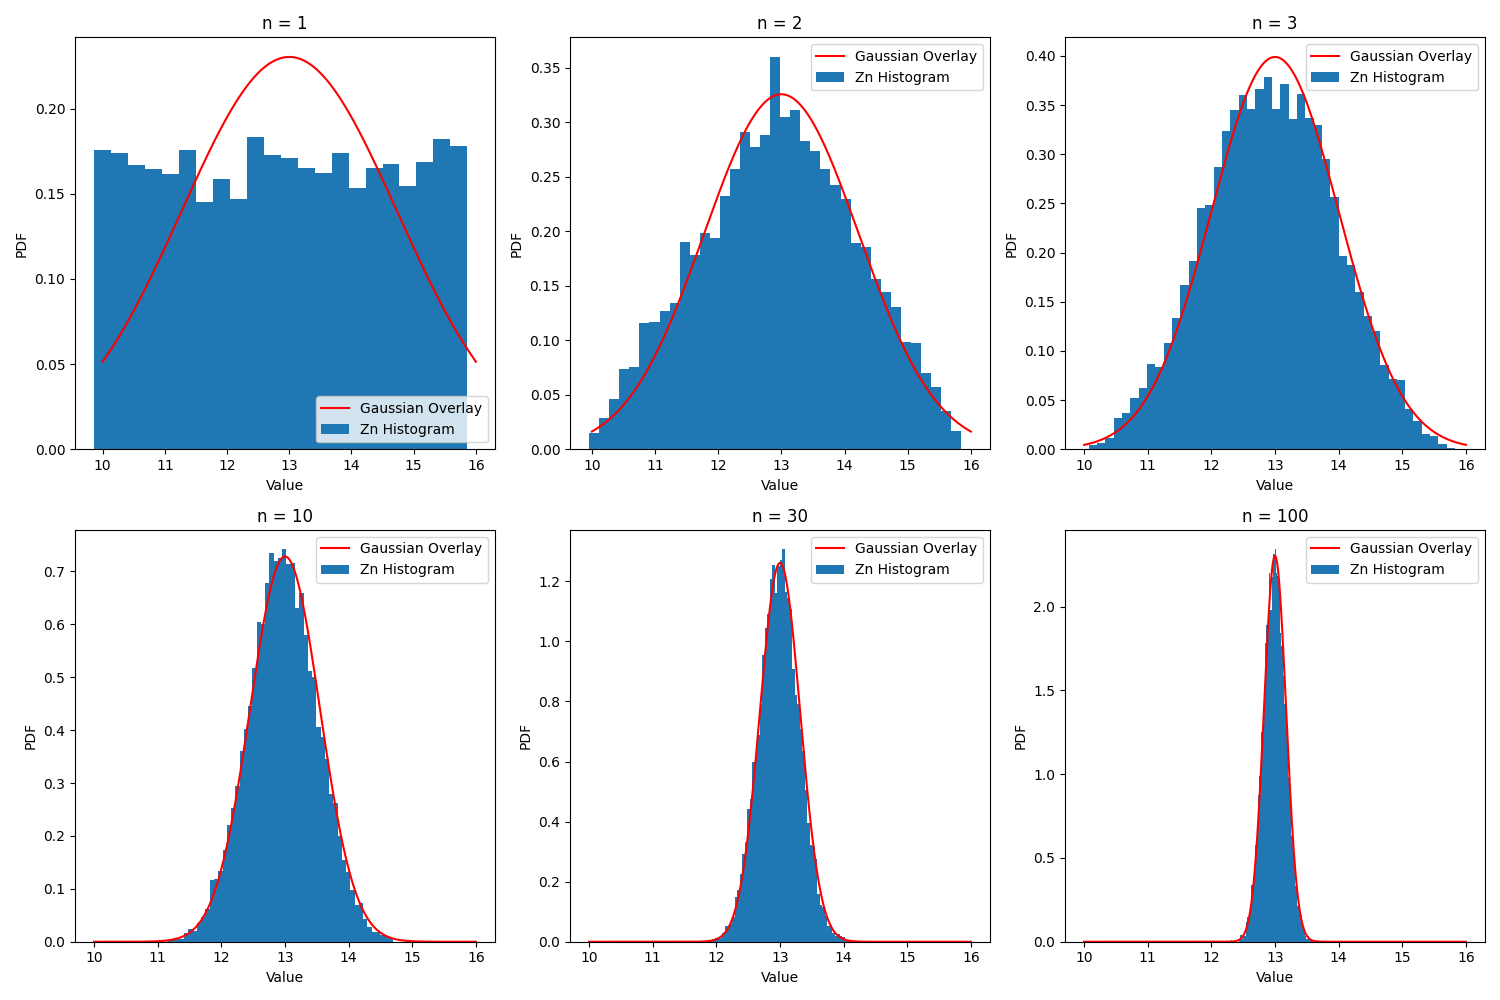 n = 1
0.20
0.15
0.10
0.05
0.00
PDF
Gaussian Overlay
Zn Histogram
10 11 12 13 14 15 16
Value
n = 2
0.35
0.30
0.25
0.20
0.15
0.10
0.05
0.00
PDF
Gaussian Overlay
Zn Histogram
10 11 12 13 14 15 16
Value
n = 3
0.40
0.35
0.30
0.25
0.20
0.15
0.10
0.05
0.00
PDF
Gaussian Overlay
Zn Histogram
10 11 12 13 14 15 16
Value
n = 10
0.7
0.6
0.5
0.4
0.3
0.2
0.1
0.0
PDF
Gaussian Overlay
Zn Histogram
10 11 12 13 14 15 16
Value
n = 30
1.2
1.0
0.8
0.6
0.4
0.2
0.0
PDF
Gaussian Overlay
Zn Histogram
10 11 12 13 14 15 16
Value
n = 100
2.0
1.5
1.0
0.5
0.0
PDF
Gaussian Overlay
Zn Histogram
10 11 12 13 14 15 16
Value